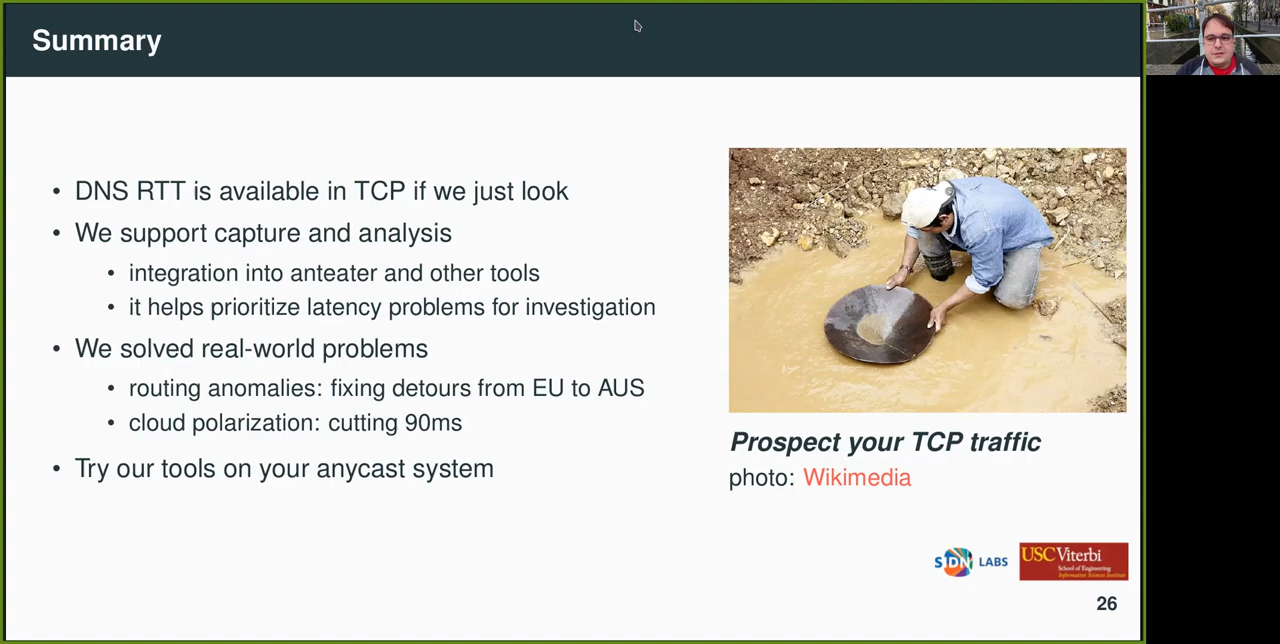 Summary
• DNS RTT is available in TCP if we just look
• We support capture and analysis
• integration into anteater and other tools
• it helps prioritize latency problems for investigation
• We solved real-world problems
• routing anomalies: fixing detours from EU to AUS
• cloud polarization: cutting 90ms
• Try our tools on your anycast system
Prospect your TCP traffic
photo: Wikimedia
SIDN LABS
USC Viterbi
School of Engineering
Information Sciences Institute
26